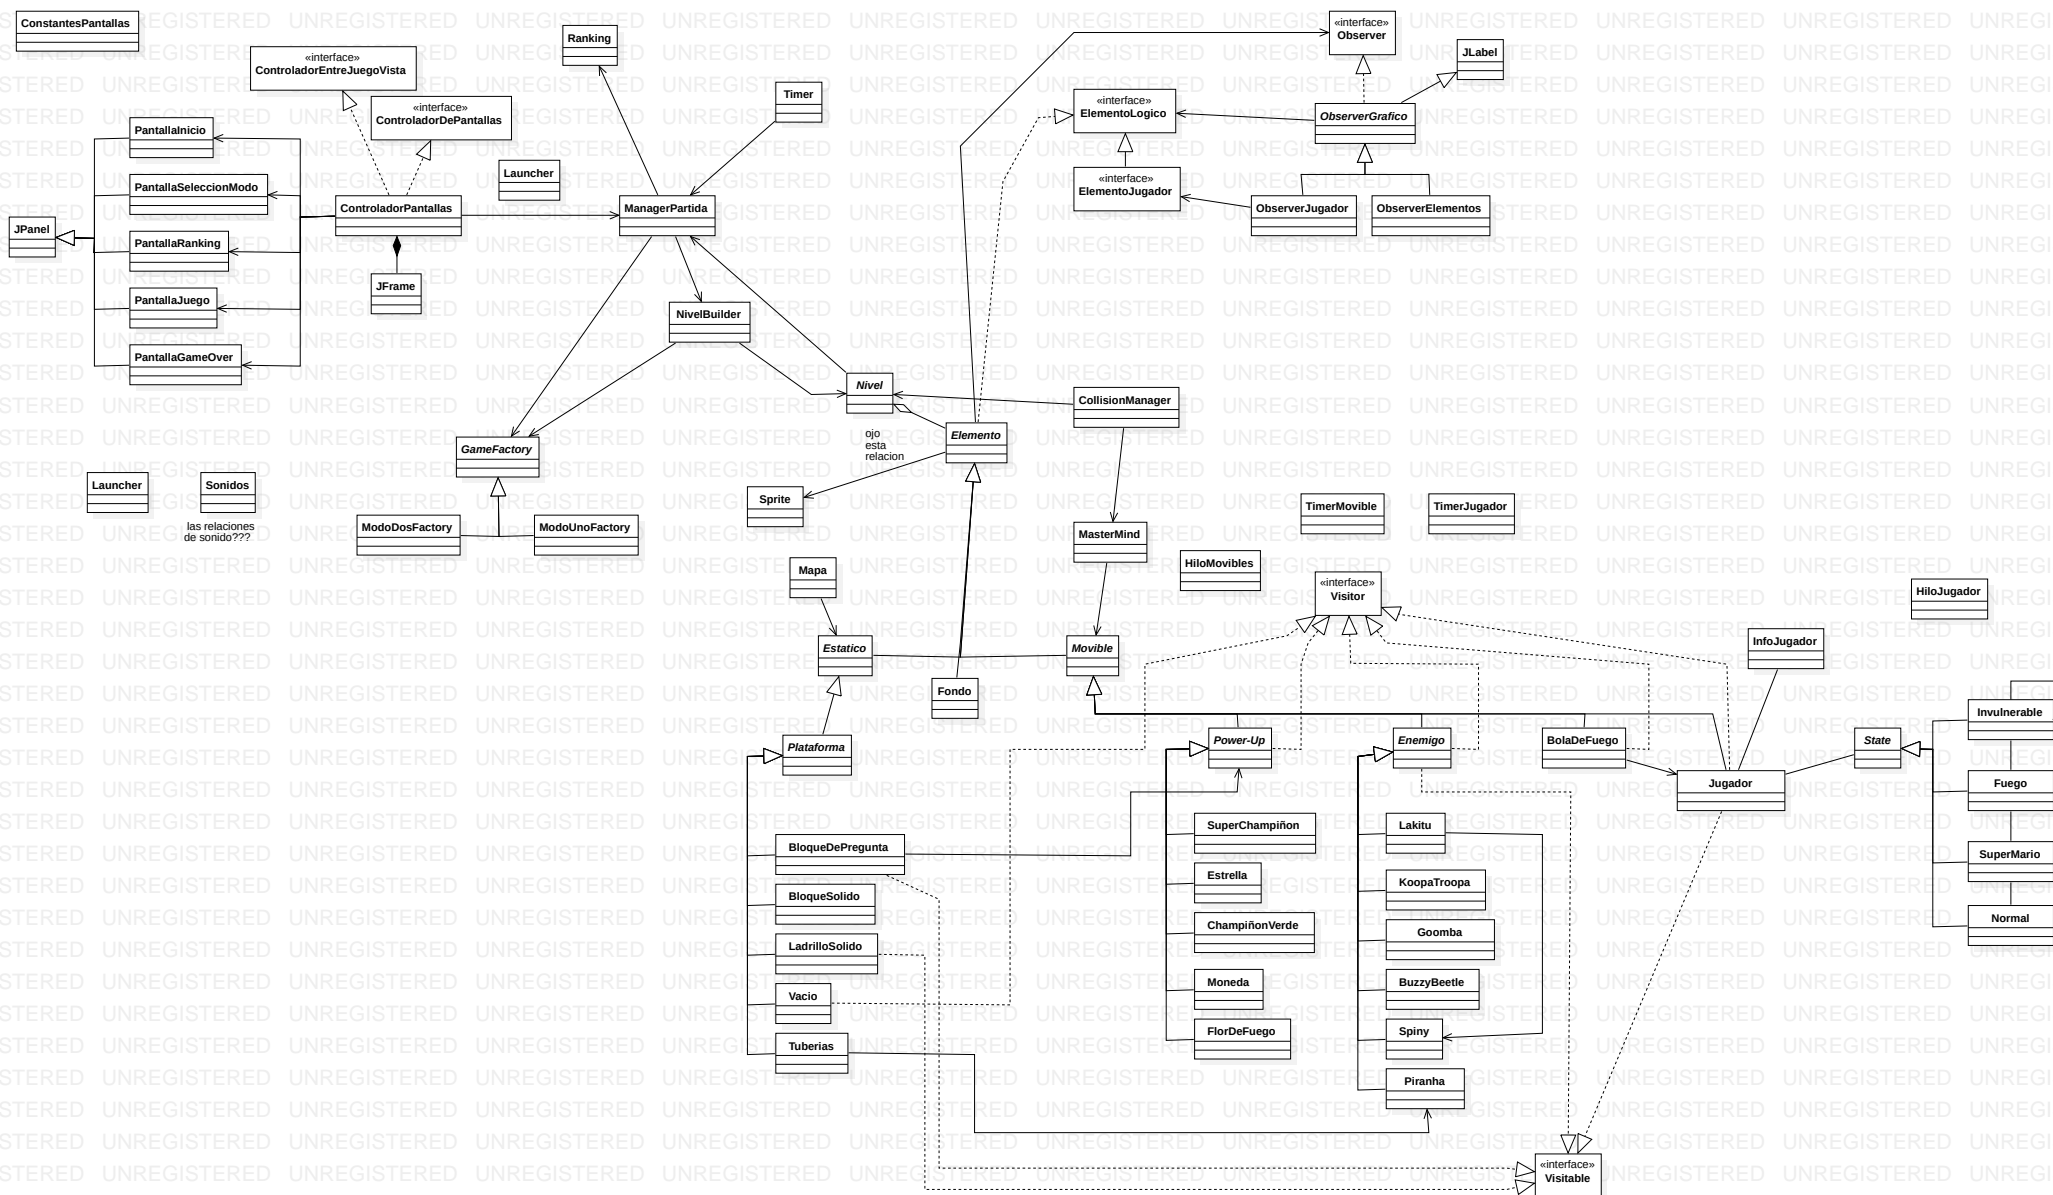 ConstantesPantallas
«interface»
ControladorEntreJuegoVista
«interface»
ControladorDePantallas
Ranking
Timer
«interface»
Observer
JLabel
«interface»
ElementoLogico
ObserverGrafico
PantallaInicio
PantallaSeleccionModo
PantallaRanking
PantallaJuego
PantallaGameOver
JPanel
ControladorPantallas
JFrame
Launcher
ManagerPartida
«interface»
ElementoJugador
ObserverJugador
ObserverElementos
NivelBuilder
Nivel
CollisionManager
Elemento
ojo
esta
relacion
GameFactory
Launcher
Sonidos
las relaciones
de sonido???
ModoDosFactory
ModoUnoFactory
Sprite
TimerMovible
TimerJugador
MasterMind
HiloMovibles
Mapa
«interface»
Visitor
HiloJugador
Estatico
Movible
InfoJugador
Fondo
Plataforma
Power-Up
Enemigo
BolaDeFuego
Jugador
State
Invulnerable
Fuego
SuperMario
Normal
BloqueDePregunta
BloqueSolido
LadrilloSolido
Vacio
Tuberias
SuperChampiñon
Estrella
ChampiñonVerde
Moneda
FlorDeFuego
Lakitu
KoopaTroopa
Goomba
BuzzyBeetle
Spiny
Piranha
«interface»
Visitable
UNREGISTERED